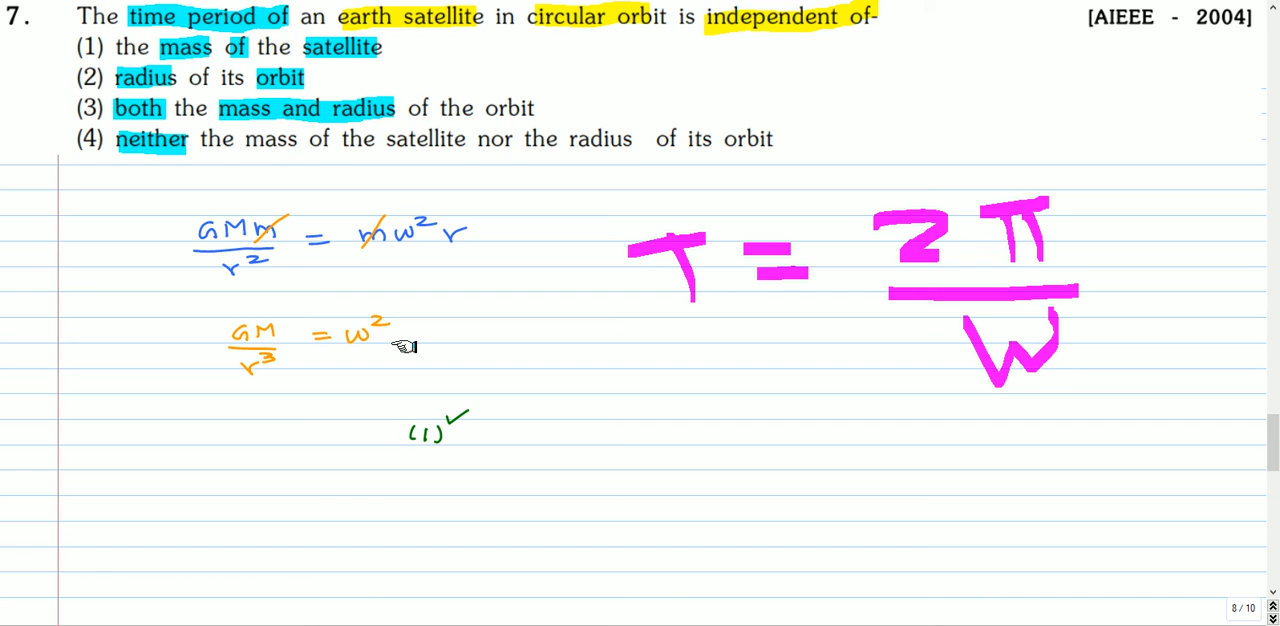 7. The time period of an earth satellite in circular orbit is independent of- [AIEEE - 2004]
(1) the mass of the satellite
(2) radius of its orbit
(3) both the mass and radius of the orbit
(4) neither the mass of the satellite nor the radius of its orbit
GMm/r² = mω²r
T = 2π/W
GM/r³ = ω²
(1) ✓
8 / 10